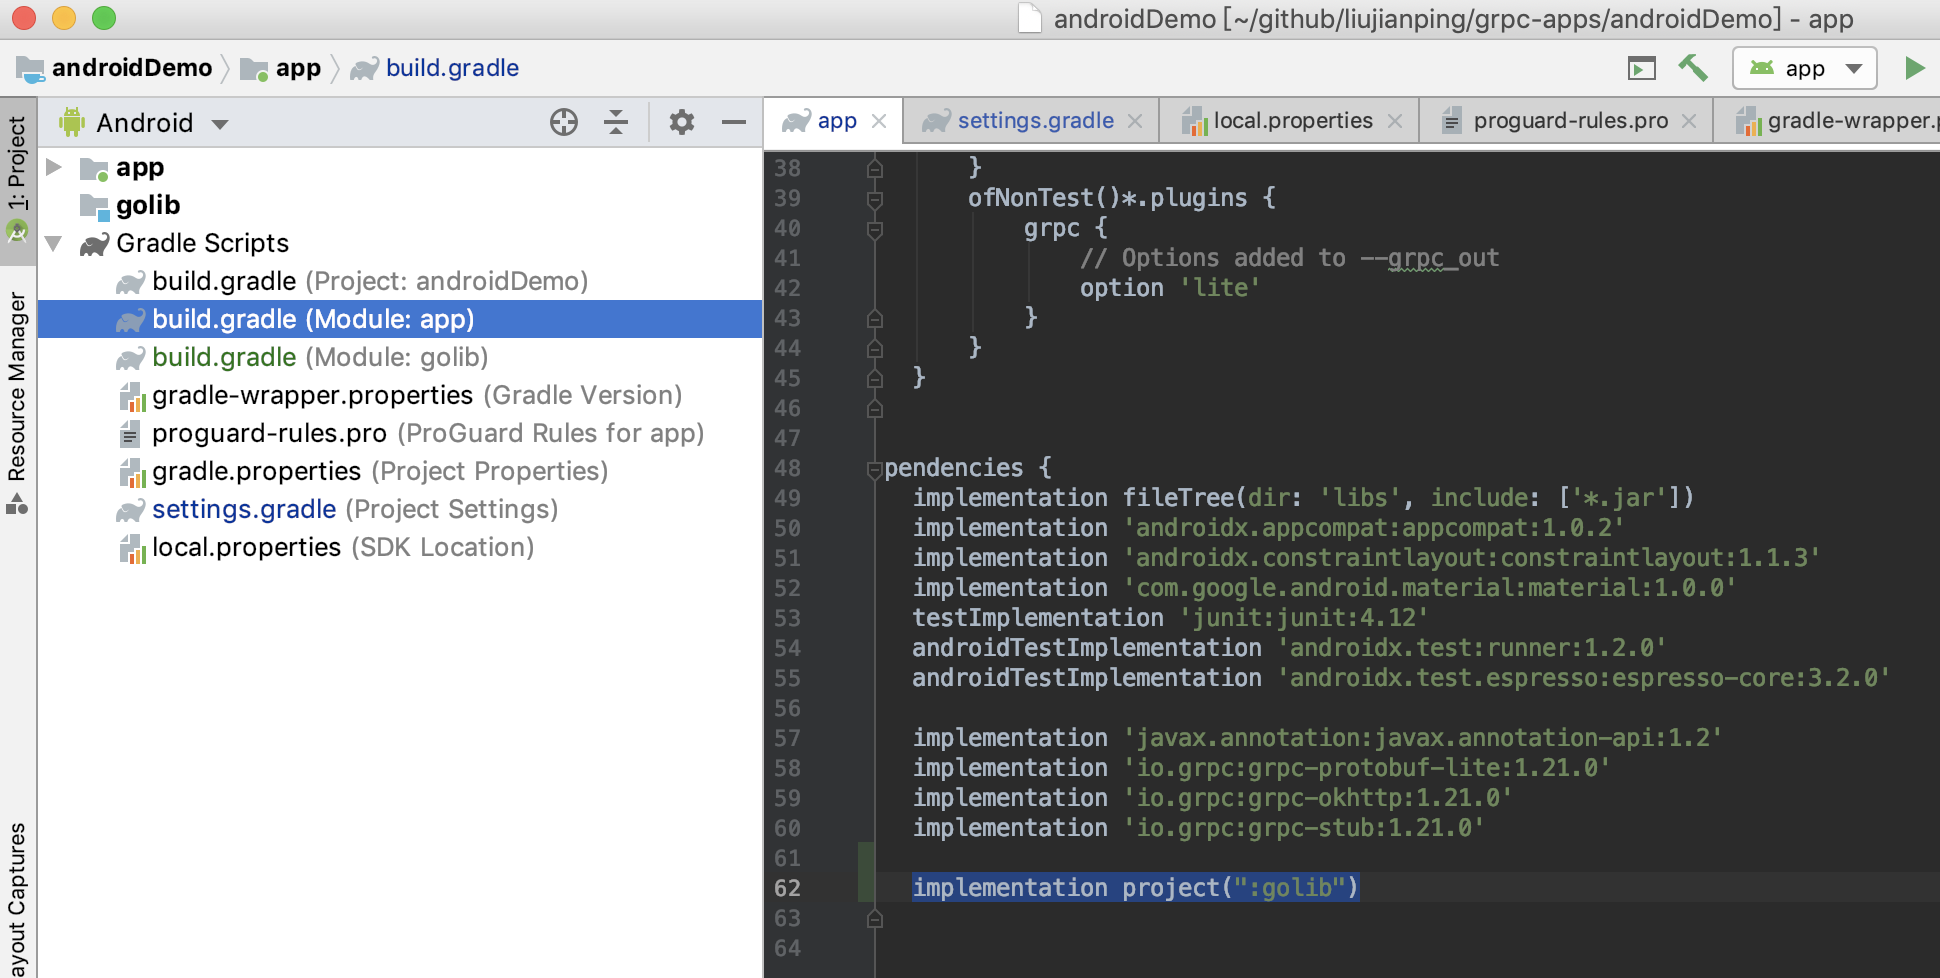 androidDemo [~/github/liujianping/grpc-apps/androidDemo] - app
androidDemo app build.gradle
app
1: Project
Resource Manager
ayout Captures
Android
app
golib
Gradle Scripts
build.gradle (Project: androidDemo)
build.gradle (Module: app)
build.gradle (Module: golib)
gradle-wrapper.properties (Gradle Version)
proguard-rules.pro (ProGuard Rules for app)
gradle.properties (Project Properties)
settings.gradle (Project Settings)
local.properties (SDK Location)
app settings.gradle local.properties proguard-rules.pro gradle-wrapper.p
38 }
39 ofNonTest()*.plugins {
40 grpc {
41 // Options added to --grpc_out
42 option 'lite'
43 }
44 }
45 }
46
47
48 pendencies {
49 implementation fileTree(dir: 'libs', include: ['*.jar'])
50 implementation 'androidx.appcompat:appcompat:1.0.2'
51 implementation 'androidx.constraintlayout:constraintlayout:1.1.3'
52 implementation 'com.google.android.material:material:1.0.0'
53 testImplementation 'junit:junit:4.12'
54 androidTestImplementation 'androidx.test:runner:1.2.0'
55 androidTestImplementation 'androidx.test.espresso:espresso-core:3.2.0'
56
57 implementation 'javax.annotation:javax.annotation-api:1.2'
58 implementation 'io.grpc:grpc-protobuf-lite:1.21.0'
59 implementation 'io.grpc:grpc-okhttp:1.21.0'
60 implementation 'io.grpc:grpc-stub:1.21.0'
61
62 implementation project(":golib")
63
64